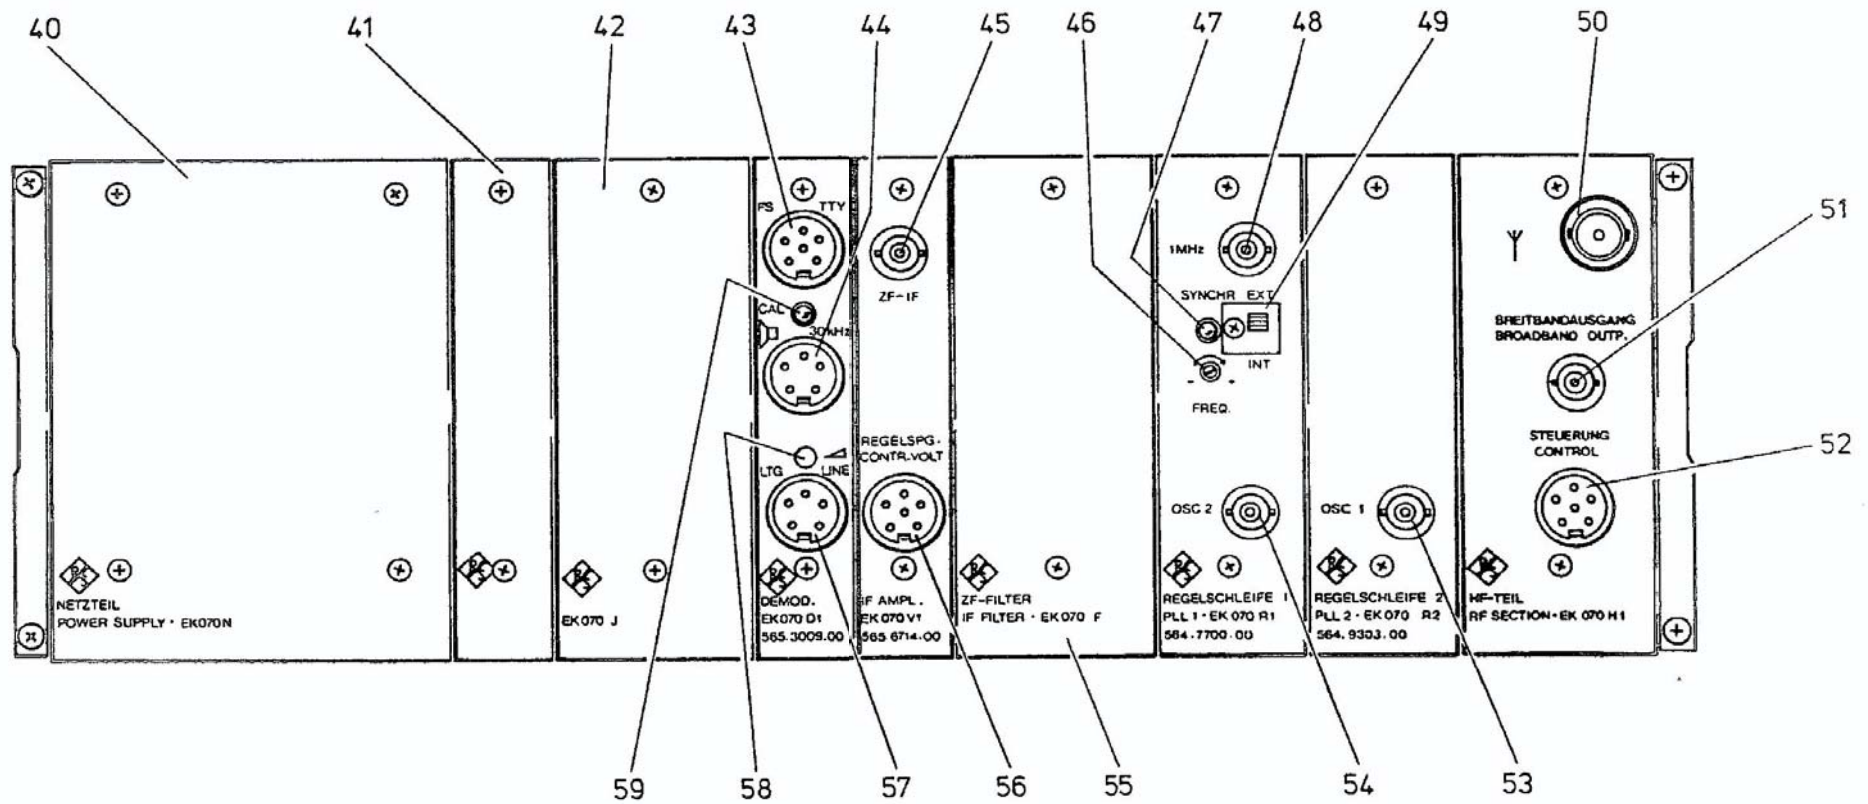 40 41 42 43 44 45 46 47 48 49 50
51
52
FS TTY
CAL
30 kHz
LTG LINE
ZF-IF
REGELSPG.
CONTR.VOLT
1MHz
SYNCHR EXT
INT
- +
FREQ.
OSC 2
OSC 1
BREITBANDAUSGANG
BROADBAND OUTP.
STEUERUNG
CONTROL
NETZTEIL
POWER SUPPLY · EK070N
EK070 J
DEMOD.
EK070 D1
565.3009.00
IF AMPL.
EK070 V1
565.6714.00
ZF-FILTER
IF FILTER · EK070 F
REGELSCHLEIFE 1
PLL 1 · EK070 R1
564.7700.00
REGELSCHLEIFE 2
PLL 2 · EK070 R2
564.9303.00
HF-TEIL
RF SECTION · EK070 H1
59 58 57 56 55 54 53